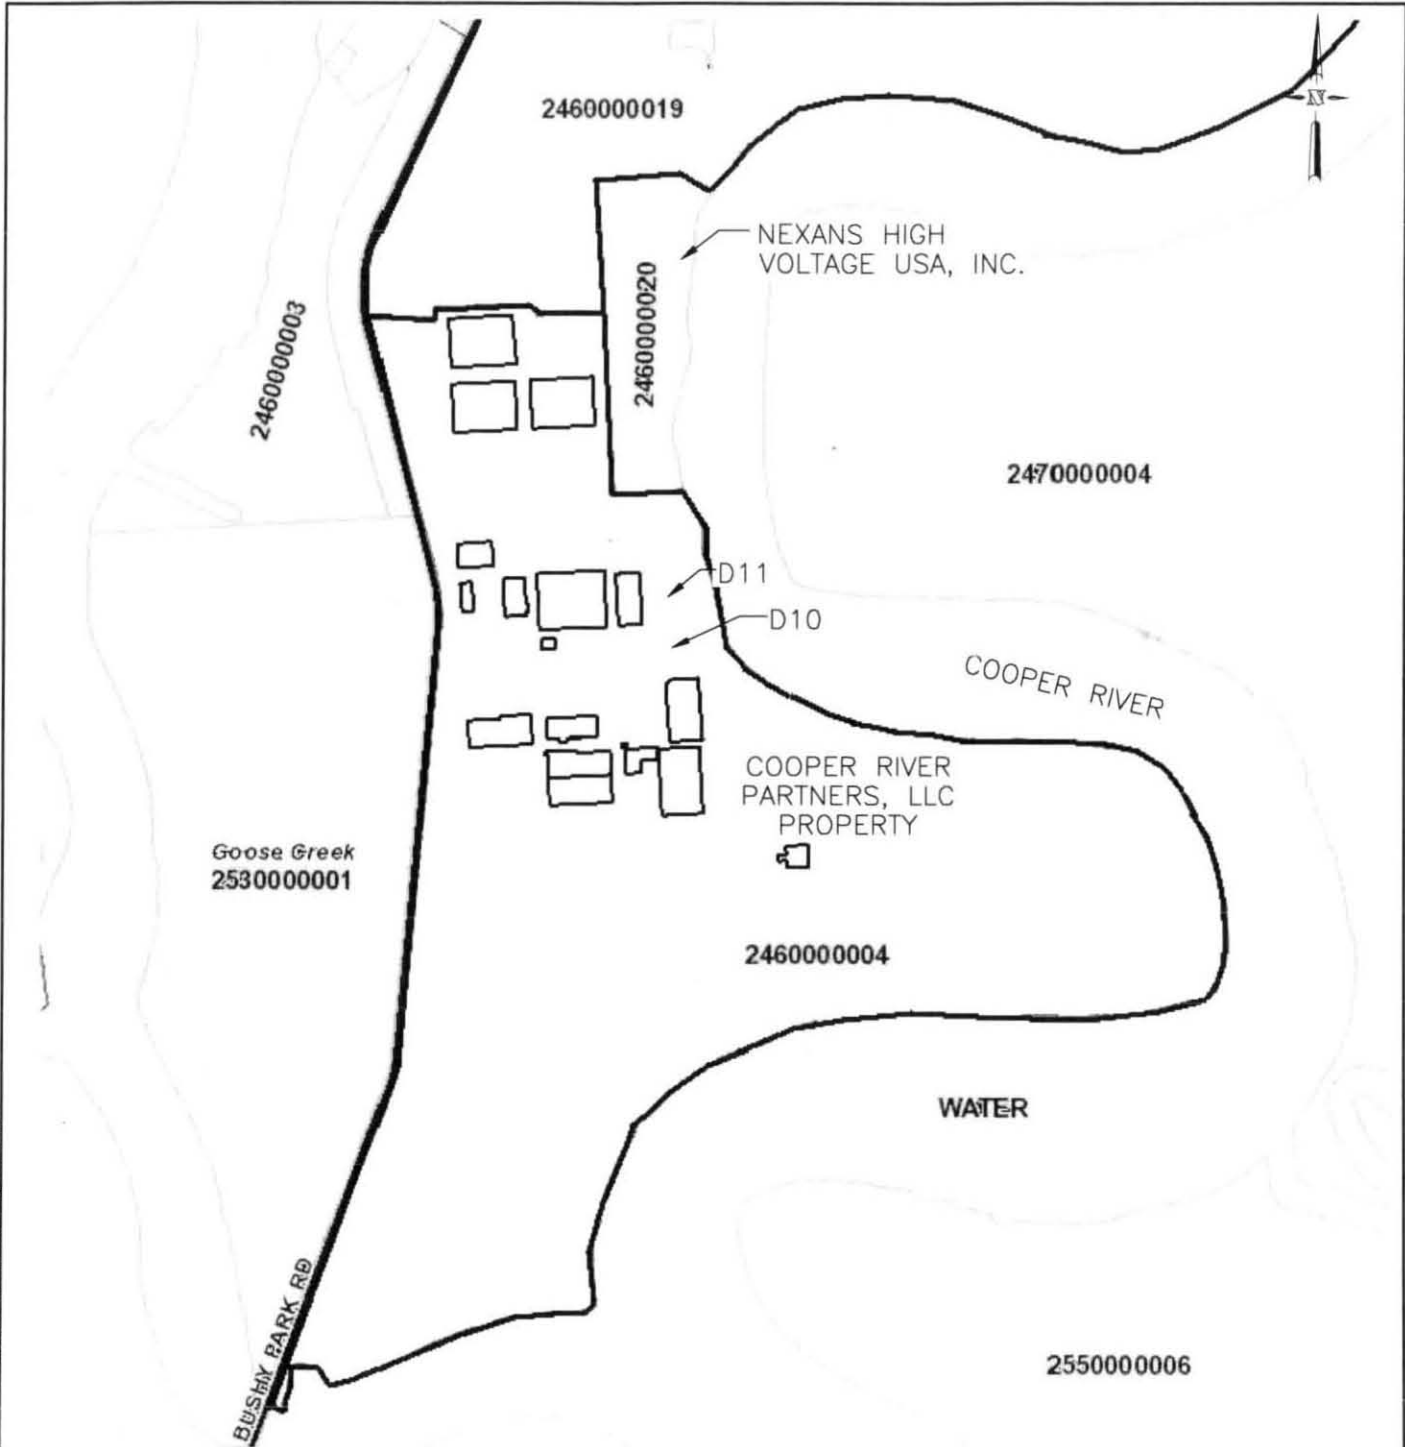 2460000019
N
NEXANS HIGH
VOLTAGE USA, INC.
2460000003
2460000020
2470000004
D11
D10
COOPER RIVER
COOPER RIVER
PARTNERS, LLC
PROPERTY
Goose Greek
2530000001
2460000004
WATER
BUSHY PARK RD
2550000006